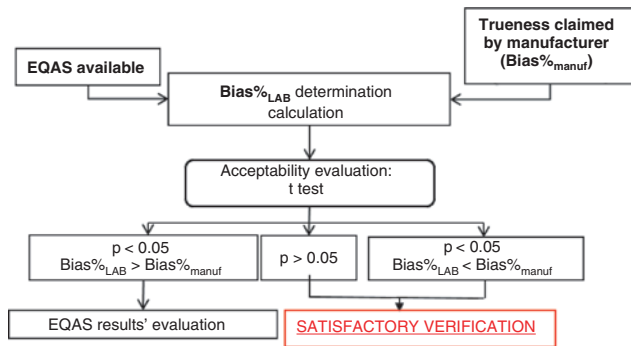 Trueness claimed
by manufacturer
(Bias%manuf)
EQAS available
Bias%LAB determination
calculation
Acceptability evaluation:
t test
p < 0.05
Bias%LAB > Bias%manuf
p > 0.05
p < 0.05
Bias%LAB < Bias%manuf
EQAS results' evaluation
SATISFACTORY VERIFICATION